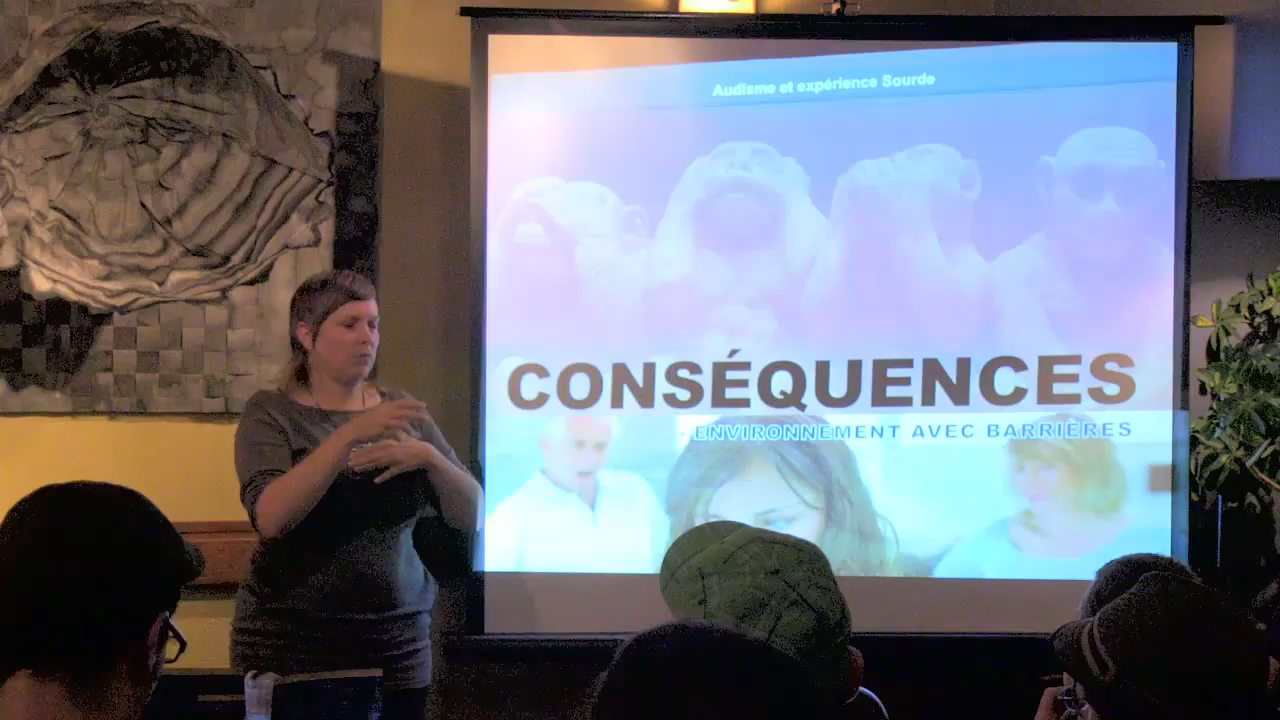 Audisme et expérience Sourde
CONSÉQUENCES
- ENVIRONNEMENT AVEC BARRIÈRES